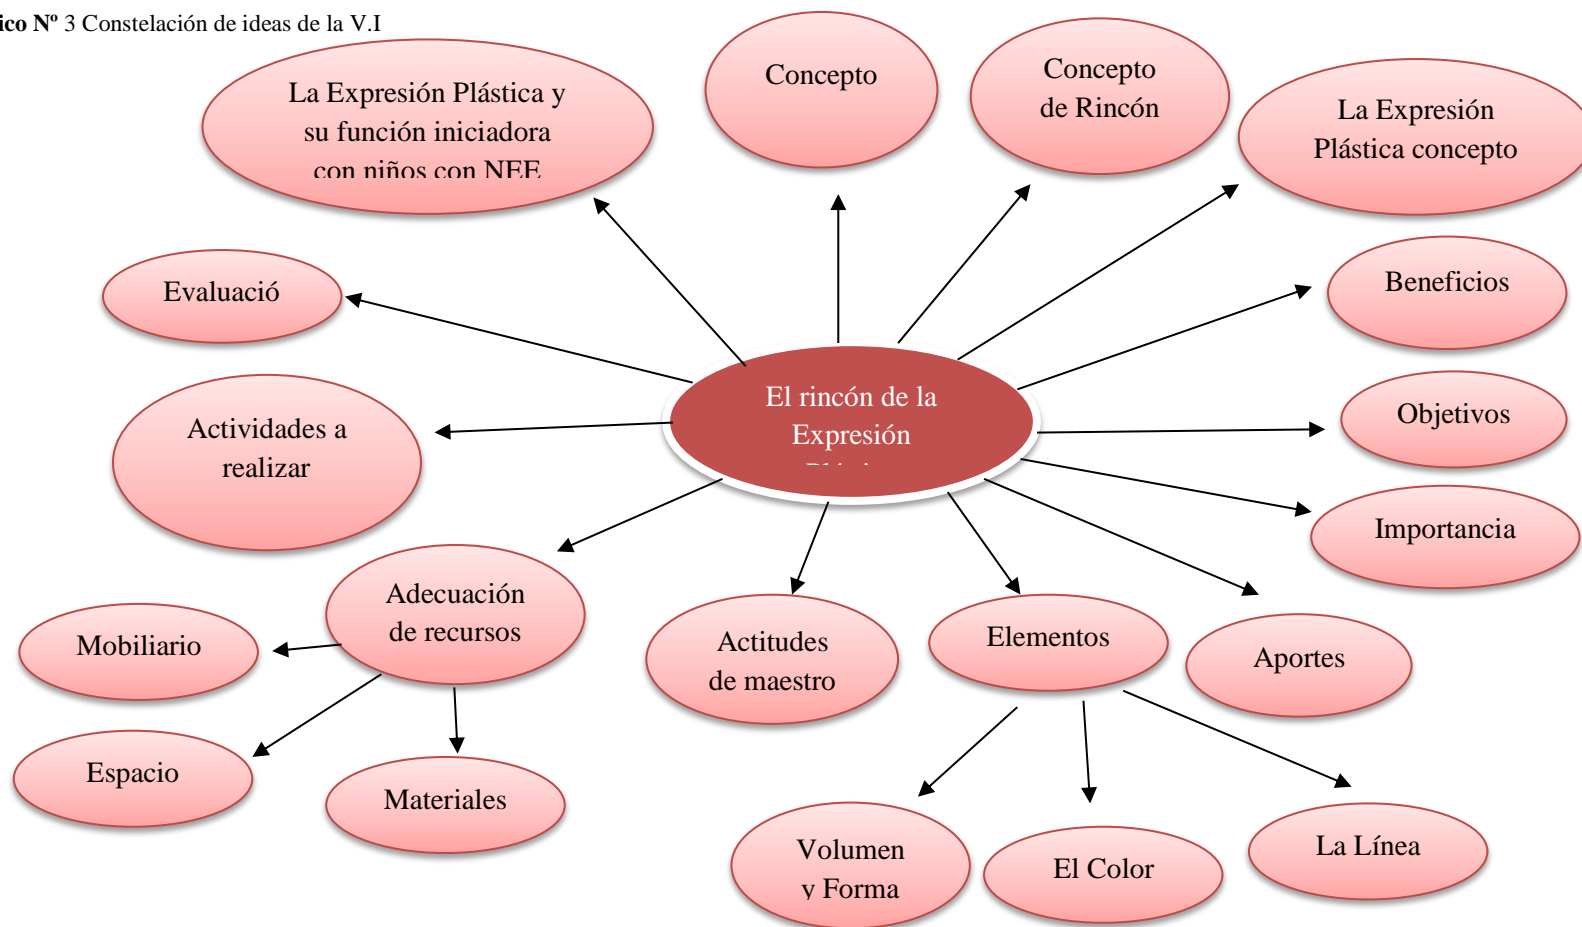 ico Nº 3 Constelación de ideas de la V.I
La Expresión Plástica y
su función iniciadora
con niños con NEE
Concepto
Concepto
de Rincón
La Expresión
Plástica concepto
Evaluació
Beneficios
El rincón de la
Expresión
Actividades a
realizar
Objetivos
Importancia
Adecuación
de recursos
Mobiliario
Espacio
Materiales
Actitudes
de maestro
Elementos
Aportes
Volumen
y Forma
El Color
La Línea